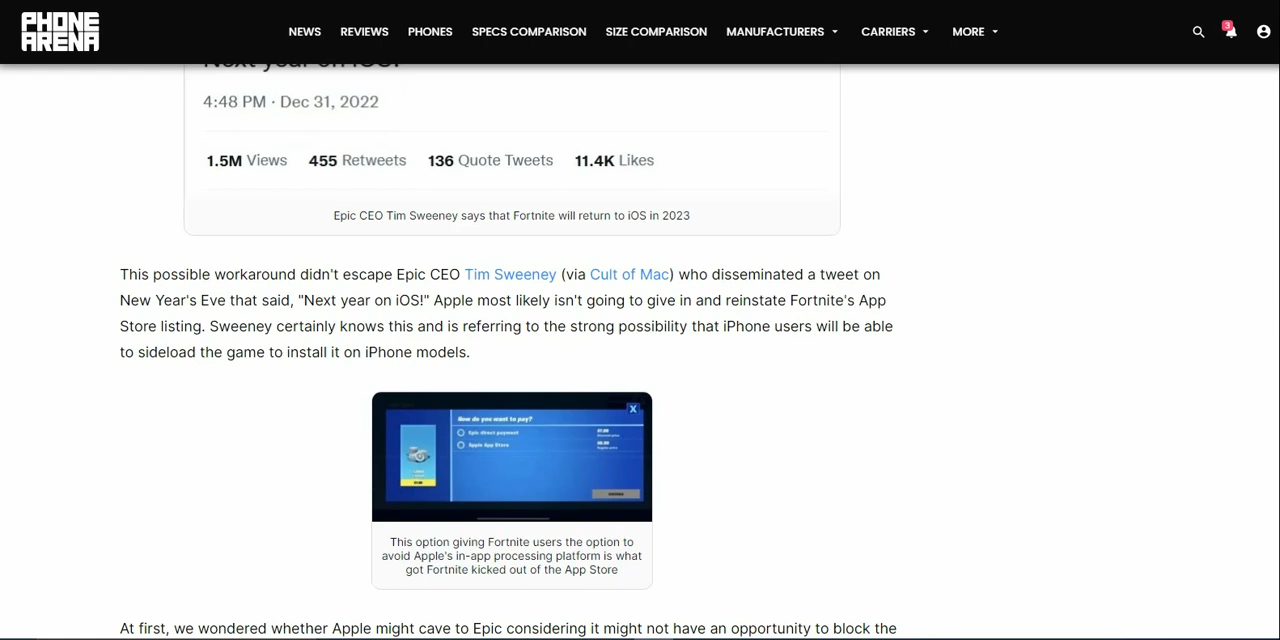 PHONE
ARENA
NEWS REVIEWS PHONES SPECS COMPARISON SIZE COMPARISON MANUFACTURERS CARRIERS MORE 3
Next year on iOS!
4:48 PM · Dec 31, 2022
1.5M Views 455 Retweets 136 Quote Tweets 11.4K Likes
Epic CEO Tim Sweeney says that Fortnite will return to iOS in 2023
This possible workaround didn't escape Epic CEO Tim Sweeney (via Cult of Mac) who disseminated a tweet on
New Year's Eve that said, "Next year on iOS!" Apple most likely isn't going to give in and reinstate Fortnite's App
Store listing. Sweeney certainly knows this and is referring to the strong possibility that iPhone users will be able
to sideload the game to install it on iPhone models.
X
How do you want to pay?
Epic direct payment
Apple App Store
This option giving Fortnite users the option to
avoid Apple's in-app processing platform is what
got Fortnite kicked out of the App Store
At first, we wondered whether Apple might cave to Epic considering it might not have an opportunity to block the